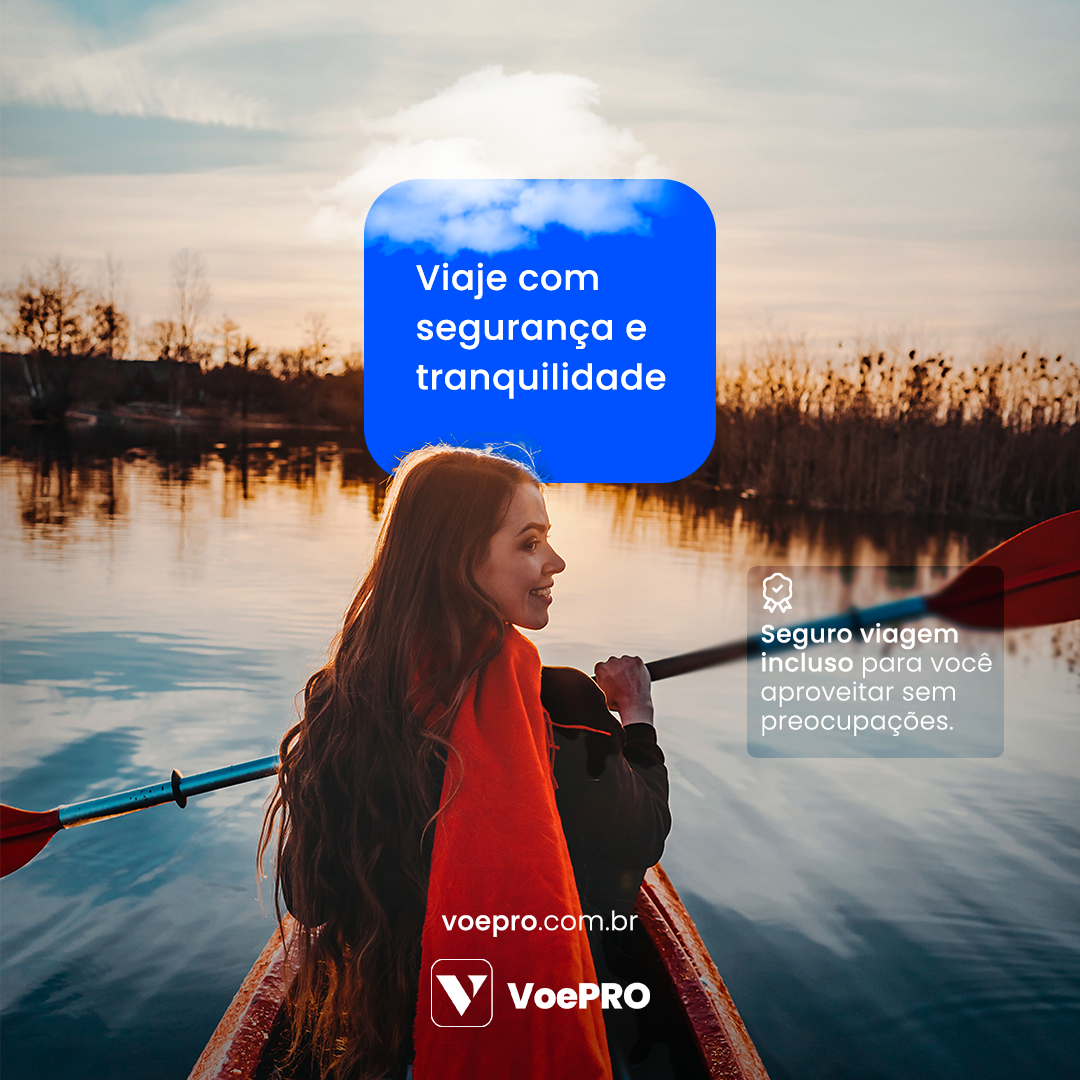 Viaje com
segurança e
tranquilidade
Seguro viagem
incluso para você
aproveitar sem
preocupações.
voepro.com.br
VoePRO